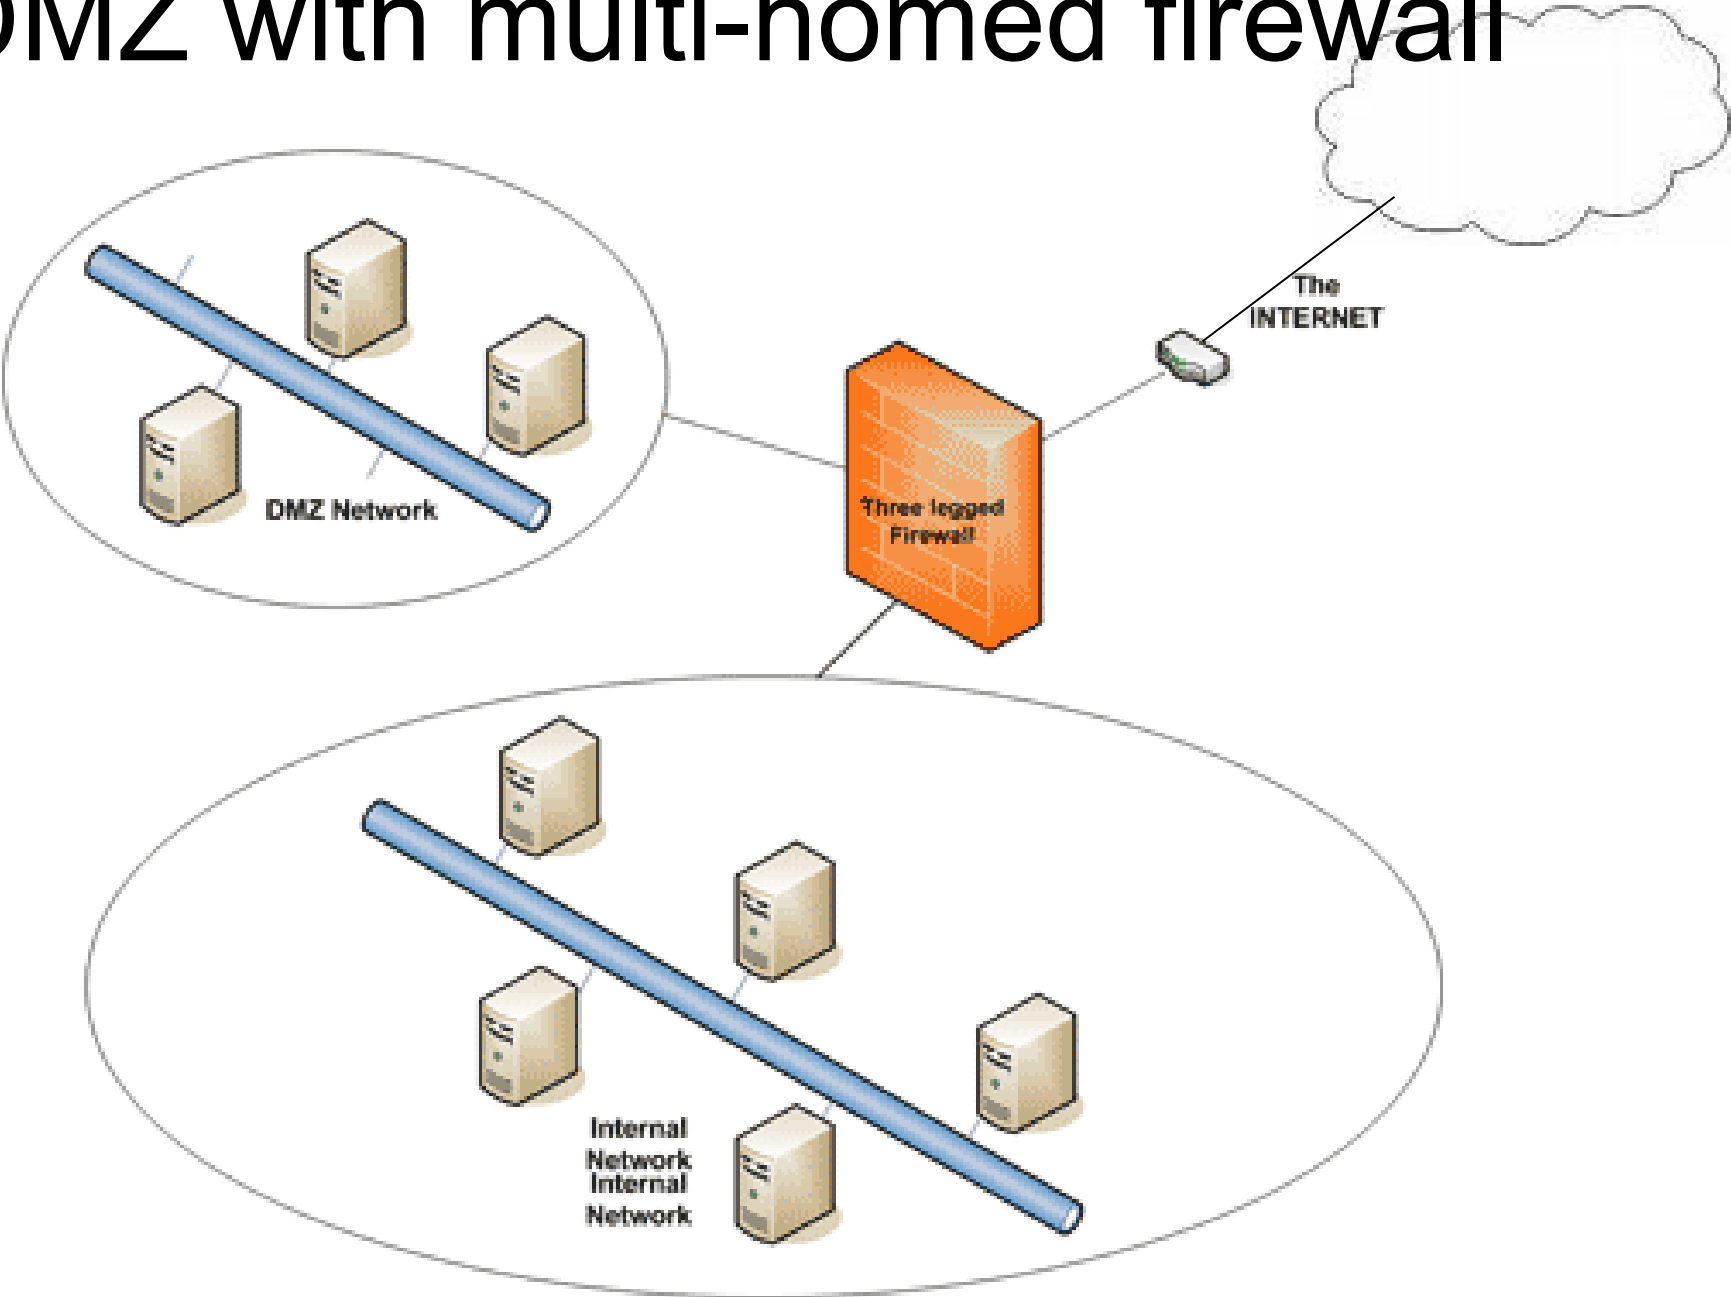 DMZ with multi-homed firewall
The
INTERNET
Three legged
Firewall
DMZ Network
Internal
Network
Internal
Network